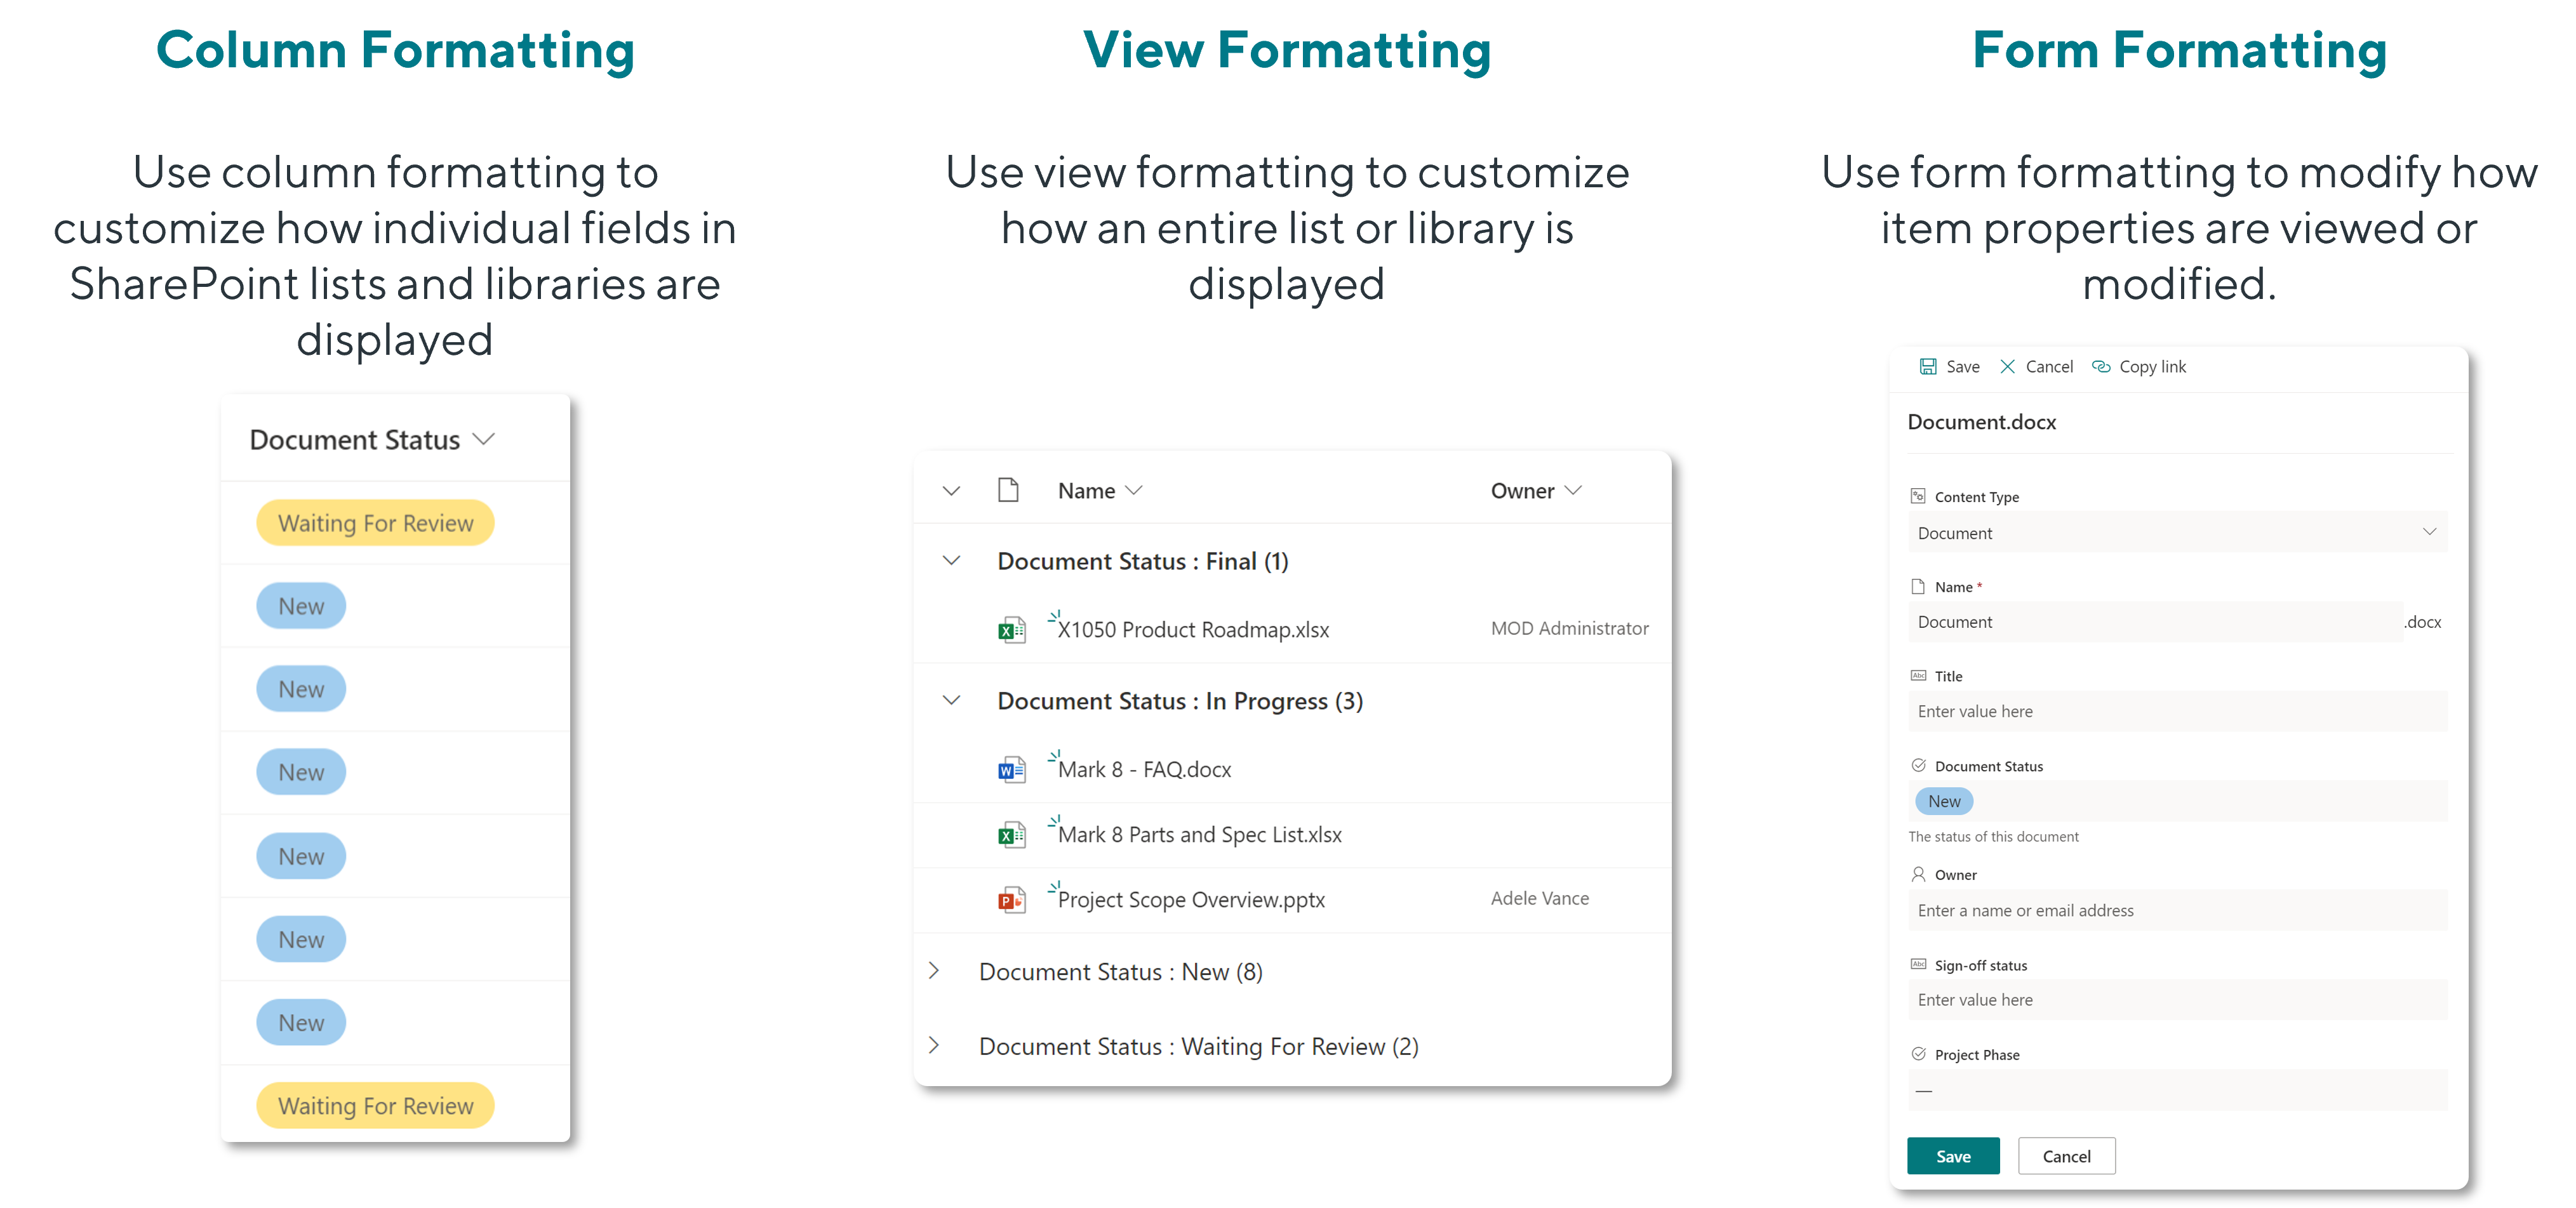 Column Formatting
Use column formatting to
customize how individual fields in
SharePoint lists and libraries are
displayed
Document Status
Waiting For Review
New
New
New
New
New
New
Waiting For Review
View Formatting
Use view formatting to customize
how an entire list or library is
displayed
Name Owner
Document Status : Final (1)
X1050 Product Roadmap.xlsx MOD Administrator
Document Status : In Progress (3)
Mark 8 - FAQ.docx
Mark 8 Parts and Spec List.xlsx
Project Scope Overview.pptx Adele Vance
Document Status : New (8)
Document Status : Waiting For Review (2)
Form Formatting
Use form formatting to modify how
item properties are viewed or
modified.
Save Cancel Copy link
Document.docx
Content Type
Document
Name *
Document .docx
Abc Title
Enter value here
Document Status
New
The status of this document
Owner
Enter a name or email address
Abc Sign-off status
Enter value here
Project Phase
—
Save Cancel